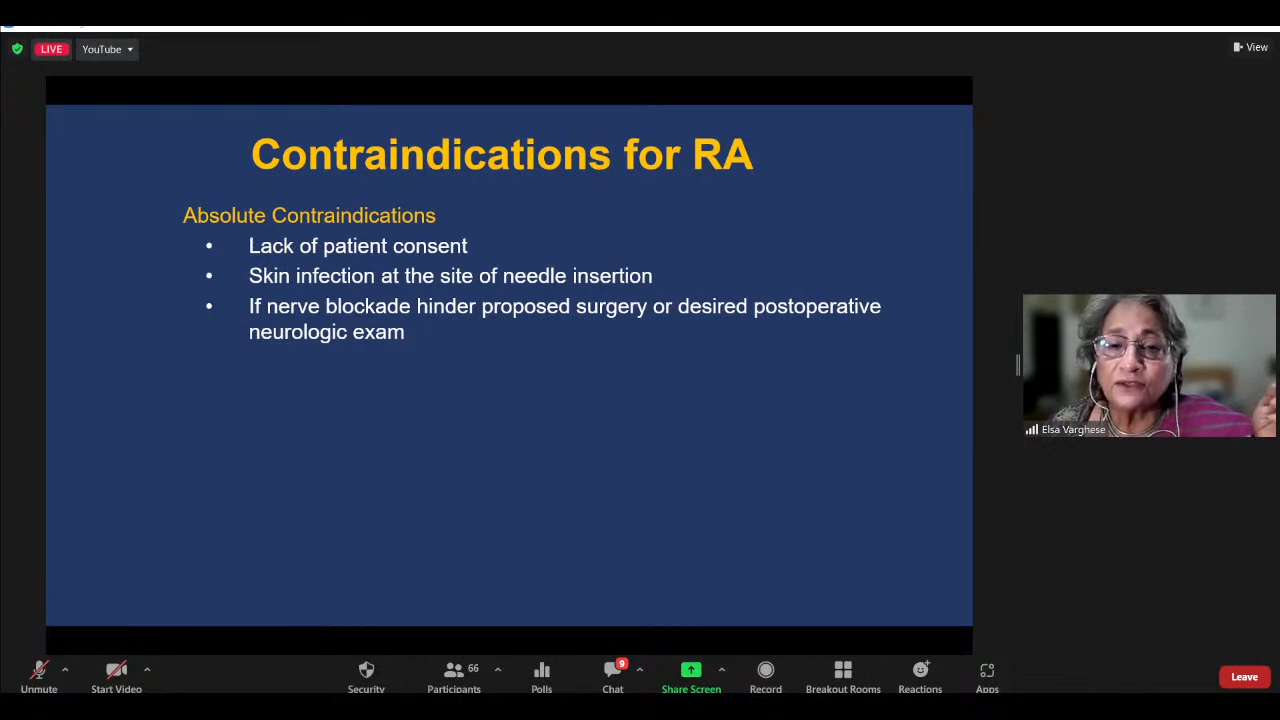 LIVE
YouTube
View
Contraindications for RA
Absolute Contraindications
• Lack of patient consent
• Skin infection at the site of needle insertion
• If nerve blockade hinder proposed surgery or desired postoperative
neurologic exam
Elsa Varghese
Unmute
Start Video
Security
66
Participants
Polls
9
Chat
Share Screen
Record
Breakout Rooms
Reactions
Apps
Leave